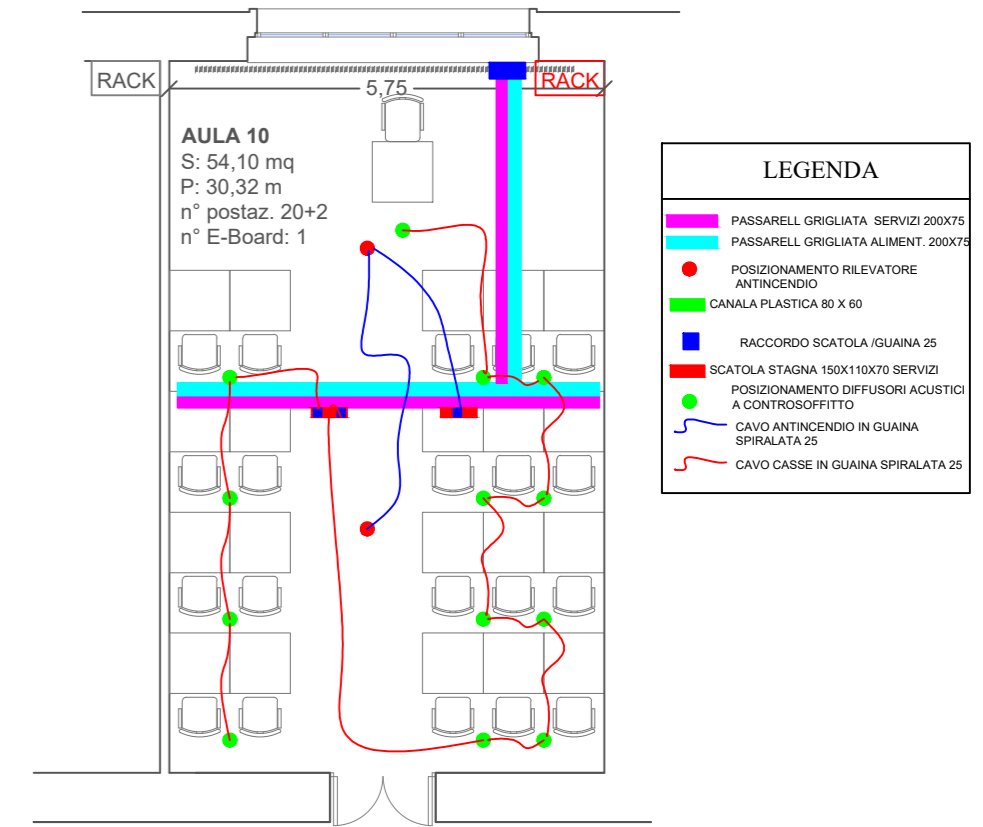 RACK
5,75
RACK
AULA 10
S: 54,10 mq
P: 30,32 m
n° postaz. 20+2
n° E-Board: 1
LEGENDA
PASSARELL GRIGLIATA SERVIZI 200X75
PASSARELL GRIGLIATA ALIMENT. 200X75
POSIZIONAMENTO RILEVATORE
ANTINCENDIO
CANALA PLASTICA 80 X 60
RACCORDO SCATOLA /GUAINA 25
SCATOLA STAGNA 150X110X70 SERVIZI
POSIZIONAMENTO DIFFUSORI ACUSTICI
A CONTROSOFFITTO
CAVO ANTINCENDIO IN GUAINA
SPIRALATA 25
CAVO CASSE IN GUAINA SPIRALATA 25